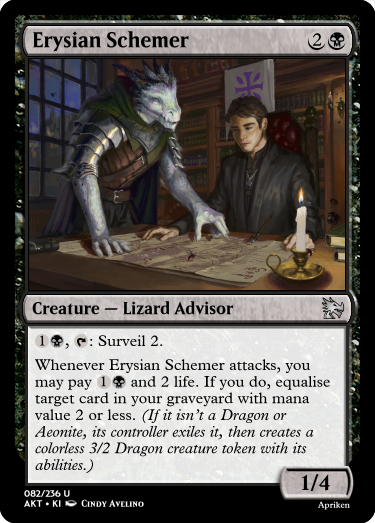 Erysian Schemer 2
Creature — Lizard Advisor
1 , : Surveil 2.
Whenever Erysian Schemer attacks, you
may pay 1 and 2 life. If you do, equalise
target card in your graveyard with mana
value 2 or less. (If it isn't a Dragon or
Aeonite, its controller exiles it, then creates a
colorless 3/2 Dragon creature token with its
abilities.)
1/4
082/236 U
AKT • KI Cindy Avelino
Apriken